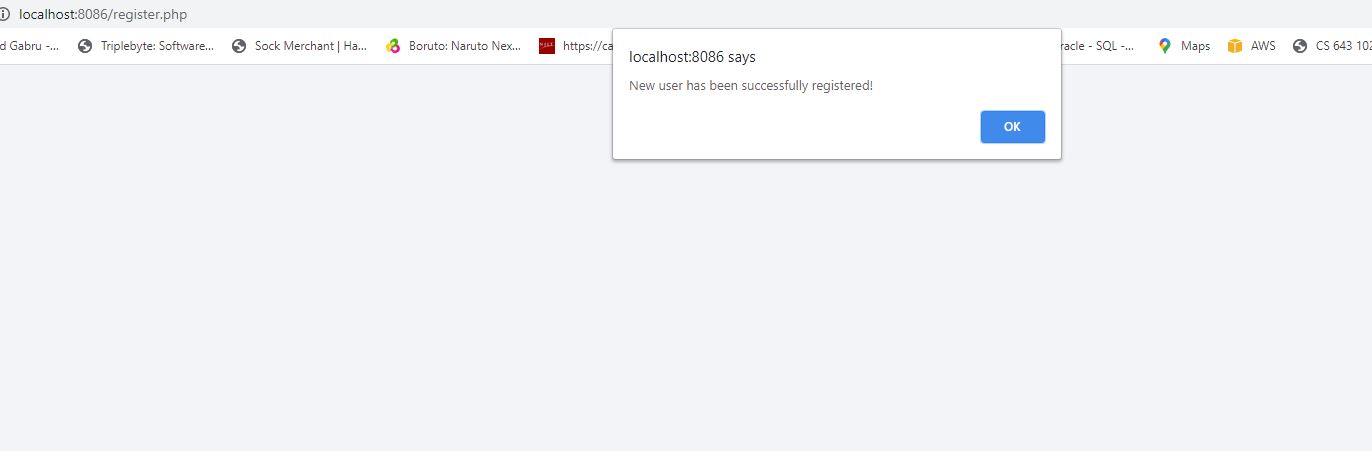 localhost:8086/register.php
d Gabru -...
Triplebyte: Software...
Sock Merchant | Ha...
Boruto: Naruto Nex...
https://ca
racle - SQL -...
Maps
AWS
CS 643 102
localhost:8086 says
New user has been successfully registered!
OK